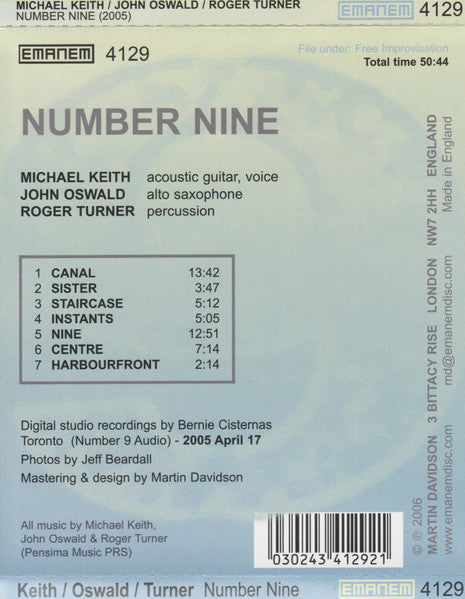 MICHAEL KEITH / JOHN OSWALD / ROGER TURNER
NUMBER NINE (2005)
EMANEM 4129
EMANEM 4129
File under: Free Improvisation
Total time 50:44
NUMBER NINE
MICHAEL KEITH acoustic guitar, voice
JOHN OSWALD alto saxophone
ROGER TURNER percussion
1 CANAL 13:42
2 SISTER 3:47
3 STAIRCASE 5:12
4 INSTANTS 5:05
5 NINE 12:51
6 CENTRE 7:14
7 HARBOURFRONT 2:14
Digital studio recordings by Bernie Cisternas
Toronto (Number 9 Audio) - 2005 April 17
Photos by Jeff Beardall
Mastering & design by Martin Davidson
All music by Michael Keith,
John Oswald & Roger Turner
(Pensima Music PRS)
030243 412921
© ℗ 2006
MARTIN DAVIDSON 3 BITTACY RISE LONDON NW7 2HH ENGLAND
www.emanemdisc.com md@emanemdisc.com Made in England
Keith / Oswald / Turner Number Nine EMANEM 4129